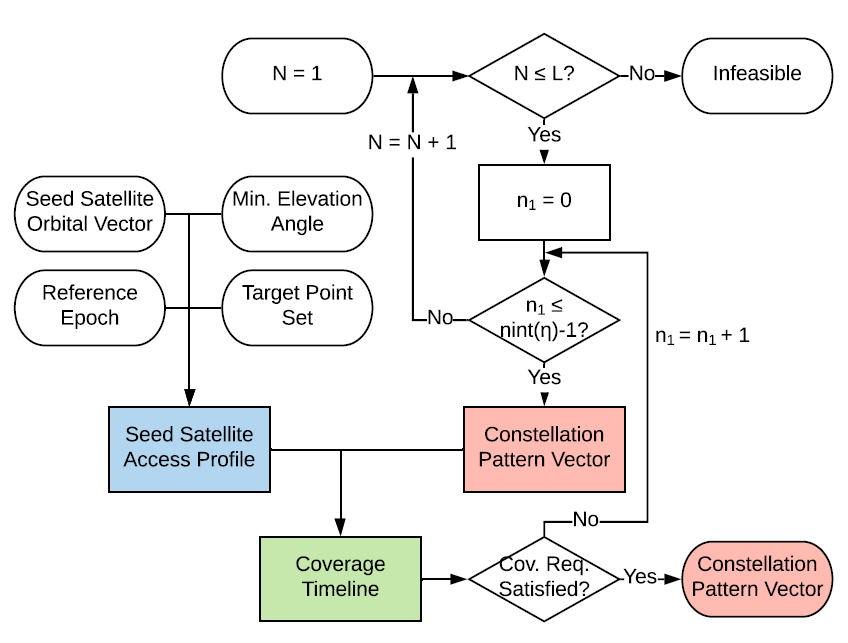 N = 1
N ≤ L?
No
Infeasible
Yes
N = N + 1
n₁ = 0
Seed Satellite
Orbital Vector
Min. Elevation
Angle
Reference
Epoch
Target Point
Set
n₁ ≤
nint(η)-1?
No
n₁ = n₁ + 1
Yes
Seed Satellite
Access Profile
Constellation
Pattern Vector
No
Coverage
Timeline
Cov. Req.
Satisfied?
Yes
Constellation
Pattern Vector